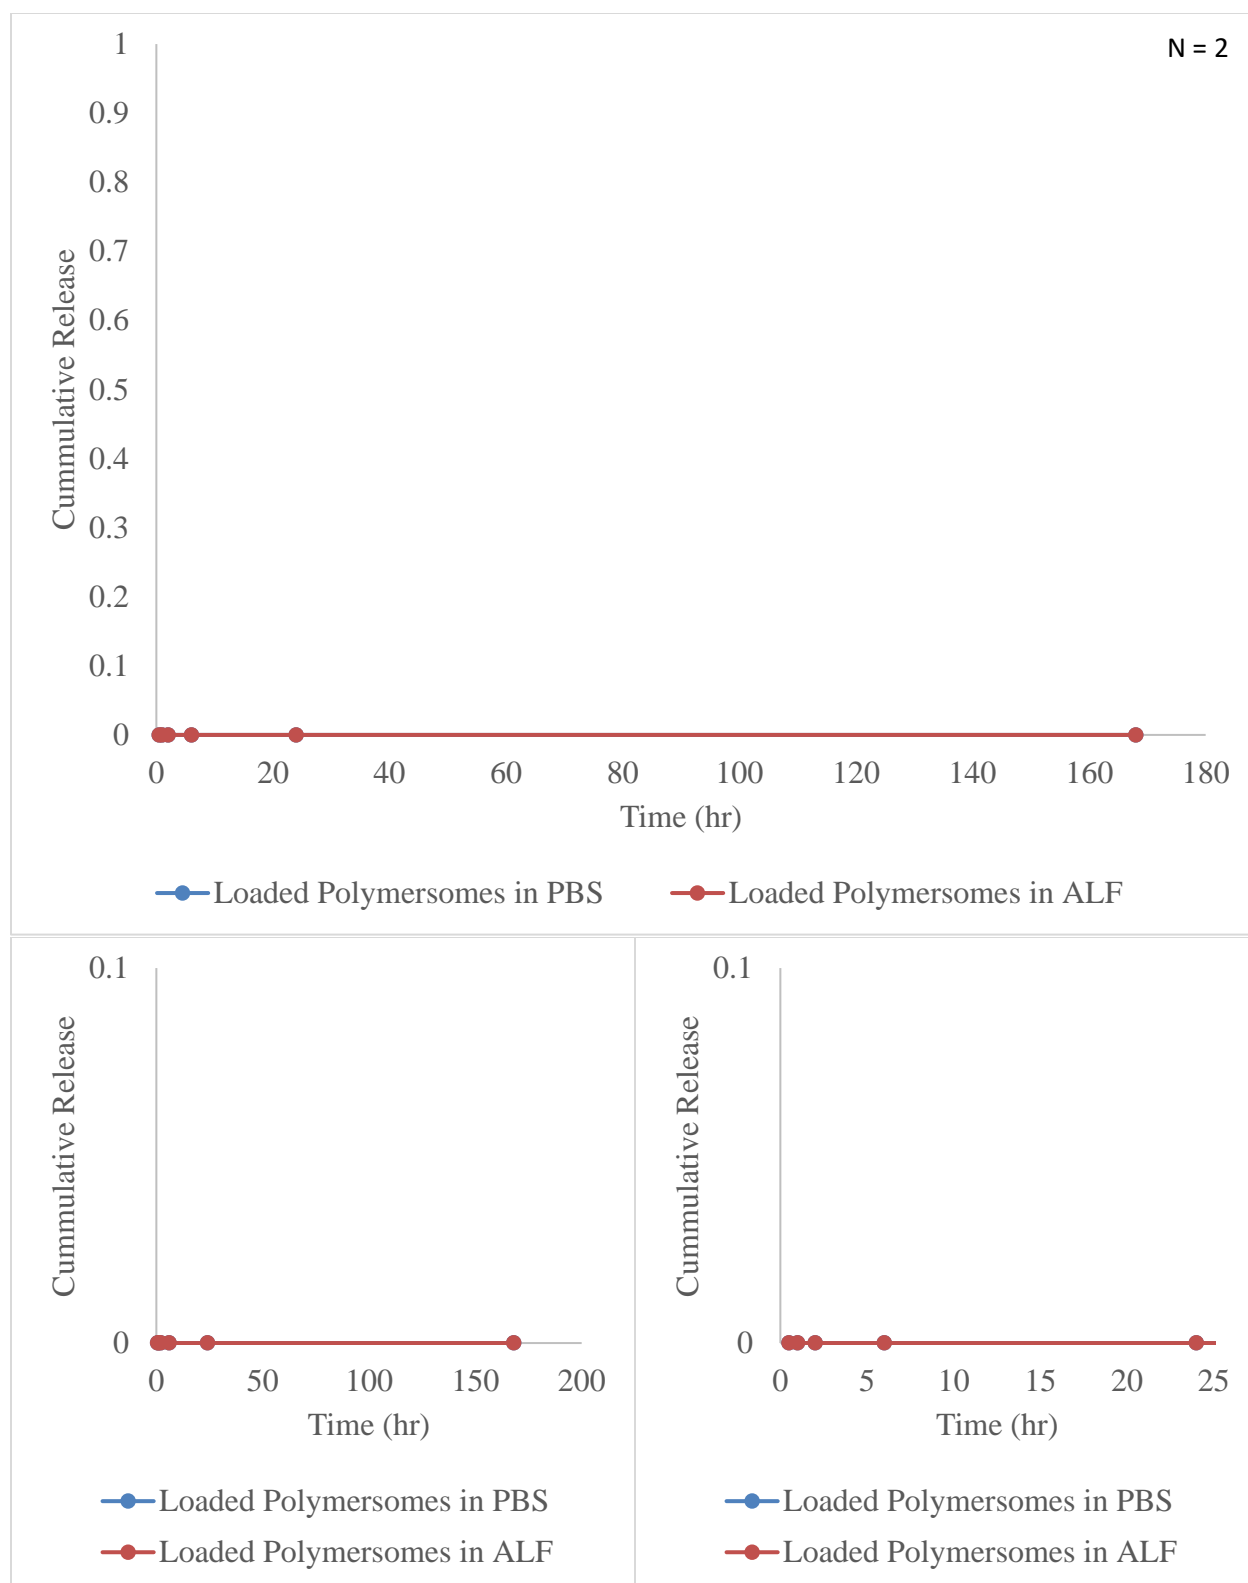 N = 2
Cummulative Release
1
0.9
0.8
0.7
0.6
0.5
0.4
0.3
0.2
0.1
0
0 20 40 60 80 100 120 140 160 180
Time (hr)
Loaded Polymersomes in PBS Loaded Polymersomes in ALF
Cummulative Release
0.1
0
0 50 100 150 200
Time (hr)
Loaded Polymersomes in PBS
Loaded Polymersomes in ALF
Cummulative Release
0.1
0
0 5 10 15 20 25
Time (hr)
Loaded Polymersomes in PBS
Loaded Polymersomes in ALF